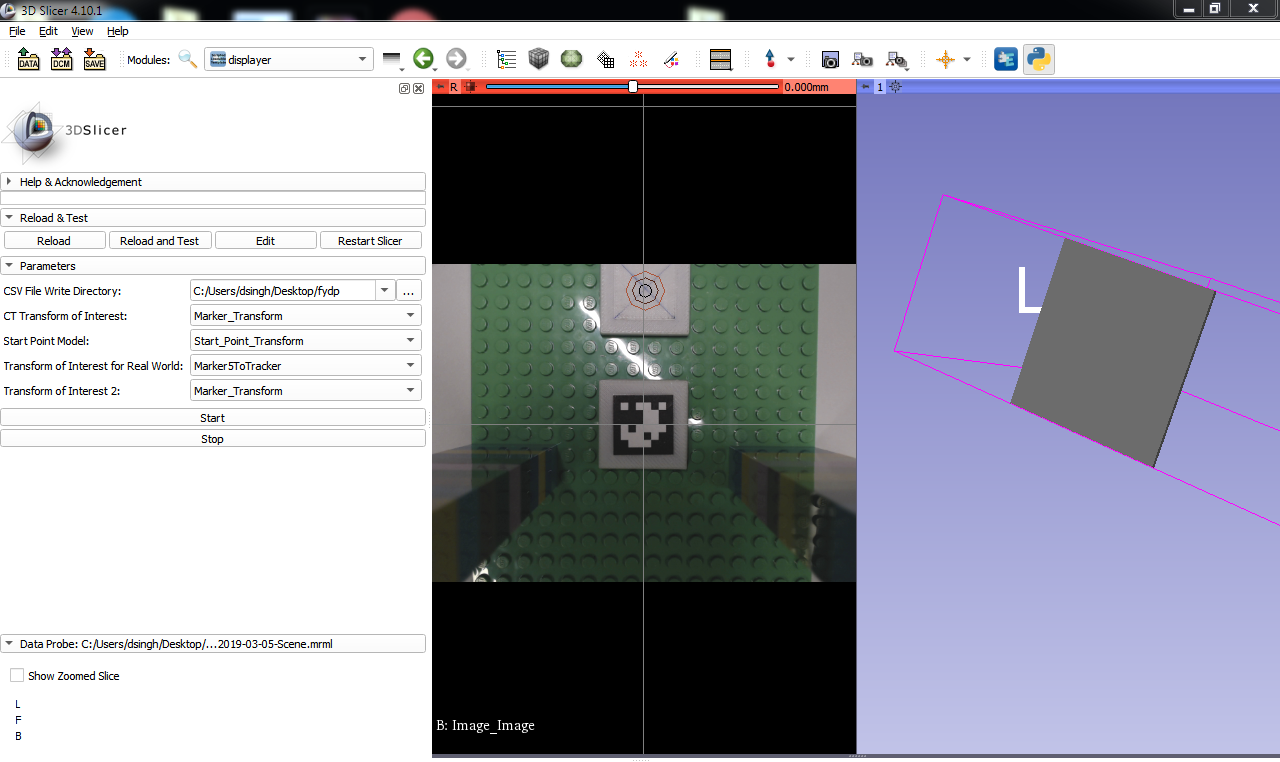 3D Slicer 4.10.1
File Edit View Help
DATA DCM SAVE Modules: displayer
R 0.000mm 1
3DSlicer
Help & Acknowledgement
Reload & Test
Reload Reload and Test Edit Restart Slicer
Parameters
CSV File Write Directory: C:/Users/dsingh/Desktop/fydp ...
CT Transform of Interest: Marker_Transform
Start Point Model: Start_Point_Transform
Transform of Interest for Real World: Marker5ToTracker
Transform of Interest 2: Marker_Transform
Start
Stop
L
Data Probe: C:/Users/dsingh/Desktop/...2019-03-05-Scene.mrml
Show Zoomed Slice
L
F
B
B: Image_Image